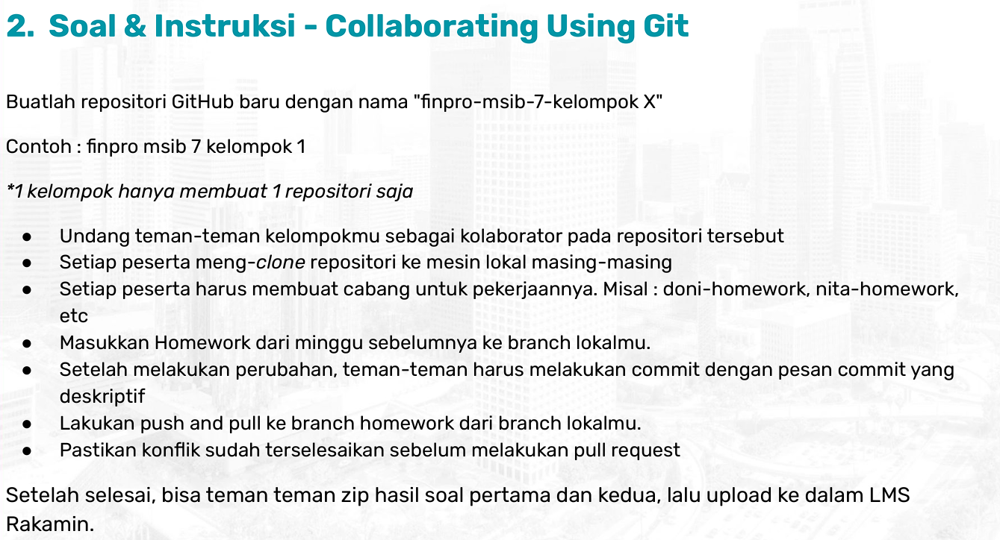 2. Soal & Instruksi - Collaborating Using Git
Buatlah repositori GitHub baru dengan nama "finpro-msib-7-kelompok X"
Contoh : finpro msib 7 kelompok 1
*1 kelompok hanya membuat 1 repositori saja
● Undang teman-teman kelompokmu sebagai kolaborator pada repositori tersebut
● Setiap peserta meng-clone repositori ke mesin lokal masing-masing
● Setiap peserta harus membuat cabang untuk pekerjaannya. Misal : doni-homework, nita-homework,
etc
● Masukkan Homework dari minggu sebelumnya ke branch lokalmu.
● Setelah melakukan perubahan, teman-teman harus melakukan commit dengan pesan commit yang
deskriptif
● Lakukan push and pull ke branch homework dari branch lokalmu.
● Pastikan konflik sudah terselesaikan sebelum melakukan pull request
Setelah selesai, bisa teman teman zip hasil soal pertama dan kedua, lalu upload ke dalam LMS
Rakamin.